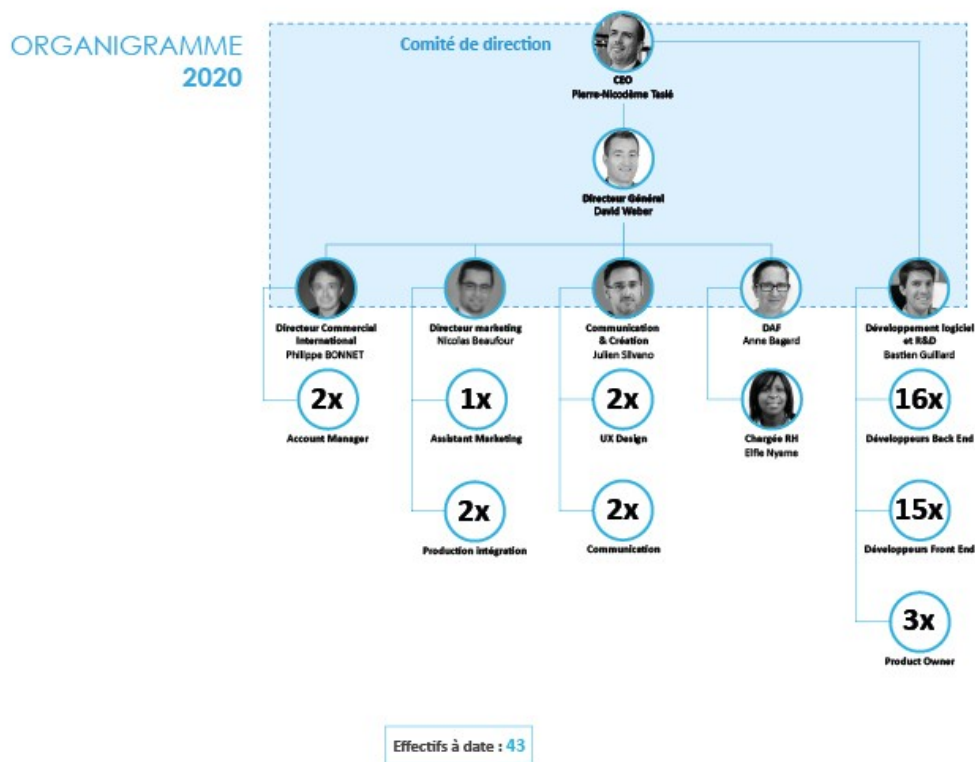 ORGANIGRAMME
2020
Comité de direction
CEO
Pierre-Nicodème Taslé
Directeur Général
David Weber
Directeur Commercial
International
Philippe BONNET
Directeur marketing
Nicolas Beaufour
Communication
& Création
Julien Silvano
DAF
Anne Bagard
Développement logiciel
et R&D
Bastien Guillard
2x
Account Manager
1x
Assistant Marketing
2x
UX Design
Chargée RH
Elfie Nyame
16x
Développeurs Back End
2x
Production intégration
2x
Communication
15x
Développeurs Front End
3x
Product Owner
Effectifs à date : 43